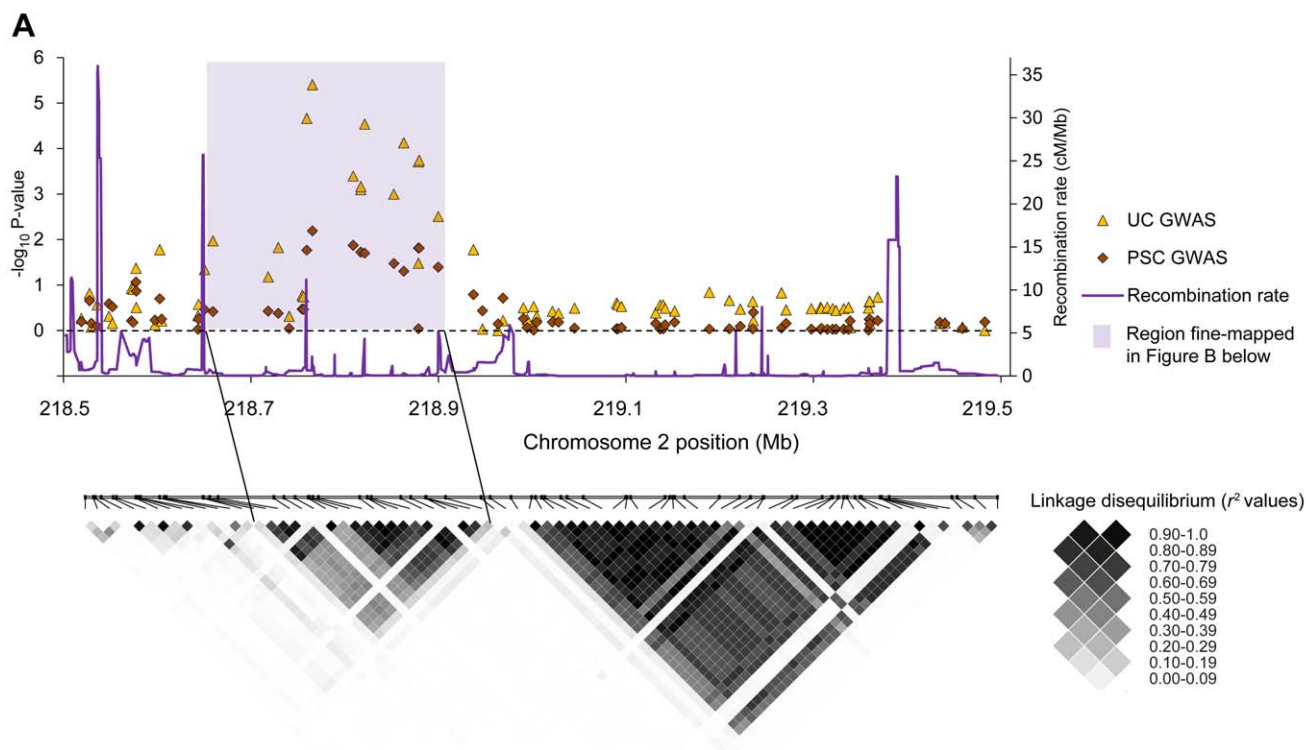 A
6
5
4
3
2
1
0
-log10 P-value
35
30
25
20
15
10
5
0
Recombination rate (cM/Mb)
218.5 218.7 218.9 219.1 219.3 219.5
Chromosome 2 position (Mb)
UC GWAS
PSC GWAS
Recombination rate
Region fine-mapped
in Figure B below
Linkage disequilibrium (r² values)
0.90-1.0
0.80-0.89
0.70-0.79
0.60-0.69
0.50-0.59
0.40-0.49
0.30-0.39
0.20-0.29
0.10-0.19
0.00-0.09